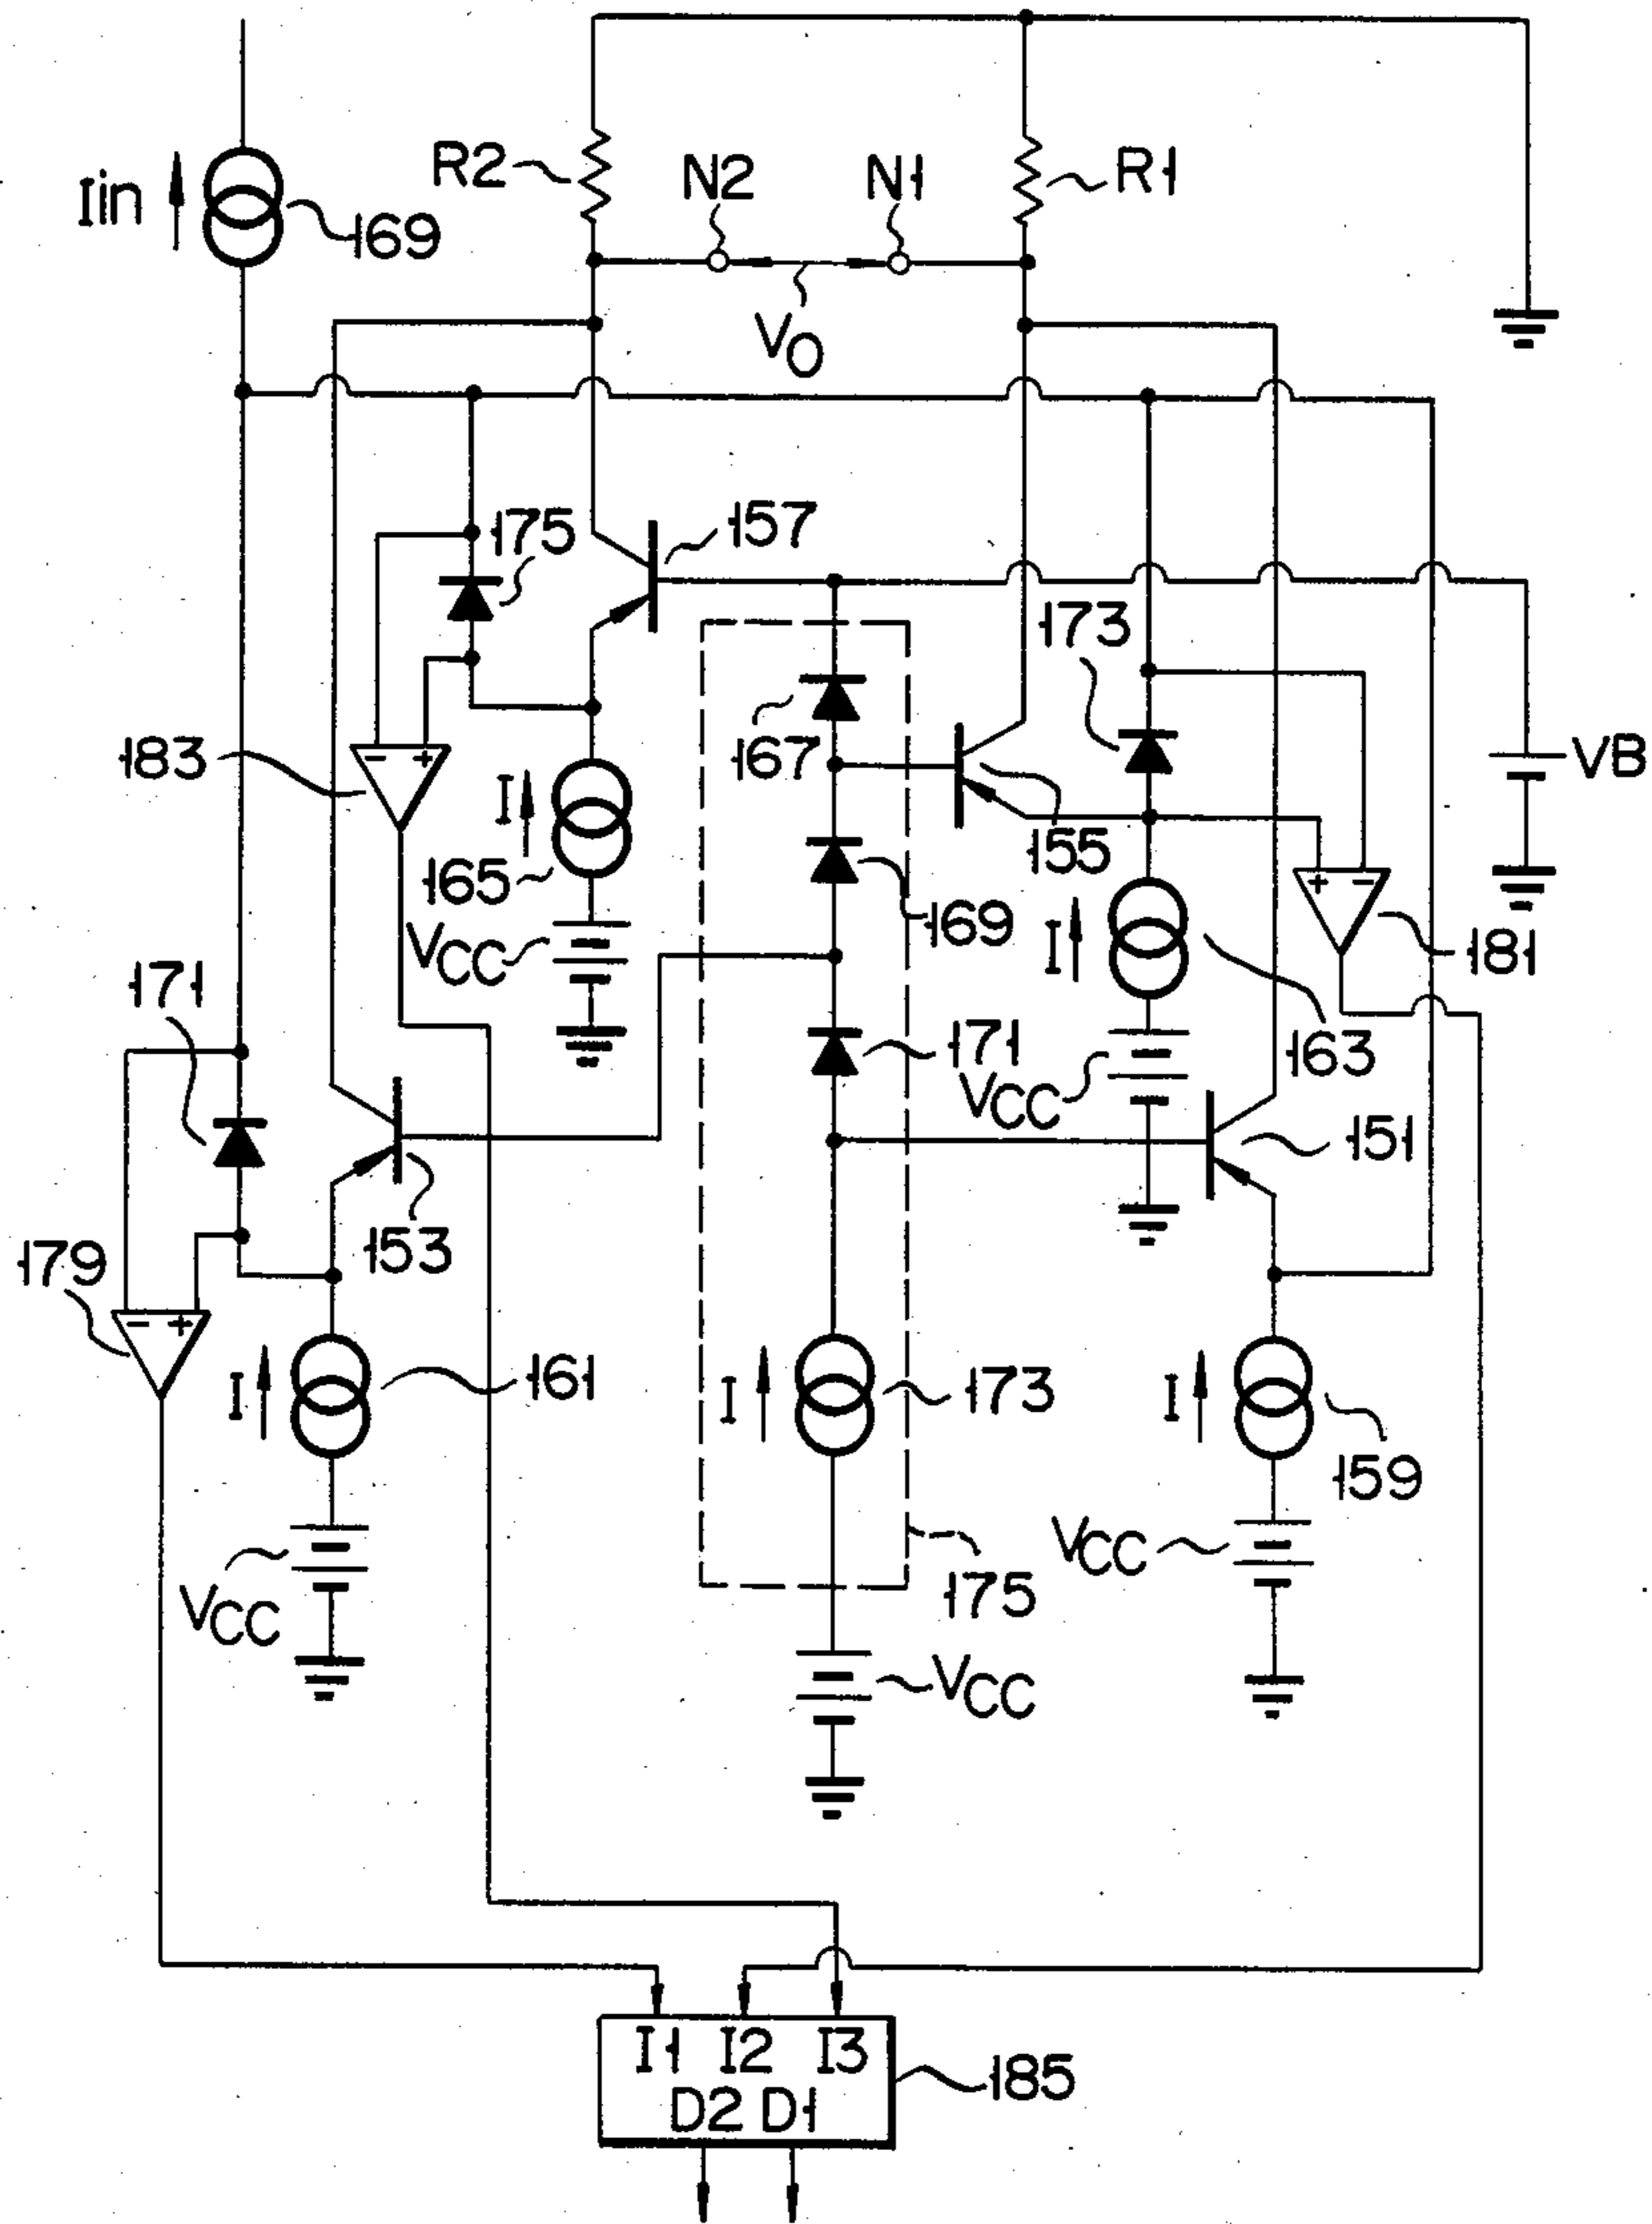 R2
N2
N1
R1
Iin
169
VO
175
157
173
167
VB
183
I
155
165
169
I
181
VCC
171
171
163
VCC
151
153
179
I
161
I
173
I
159
VCC
175
VCC
VCC
- +
+ -
- +
I1 I2 I3
185
D2 D1